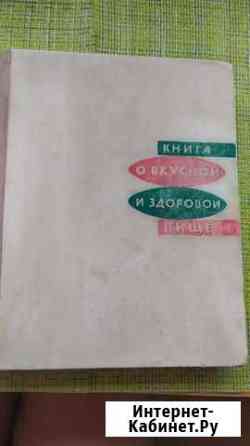 КНИГА
О ВКУСНОЙ
И ЗДОРОВОЙ
ПИЩЕ
Интернет-
Кабинет.Ру